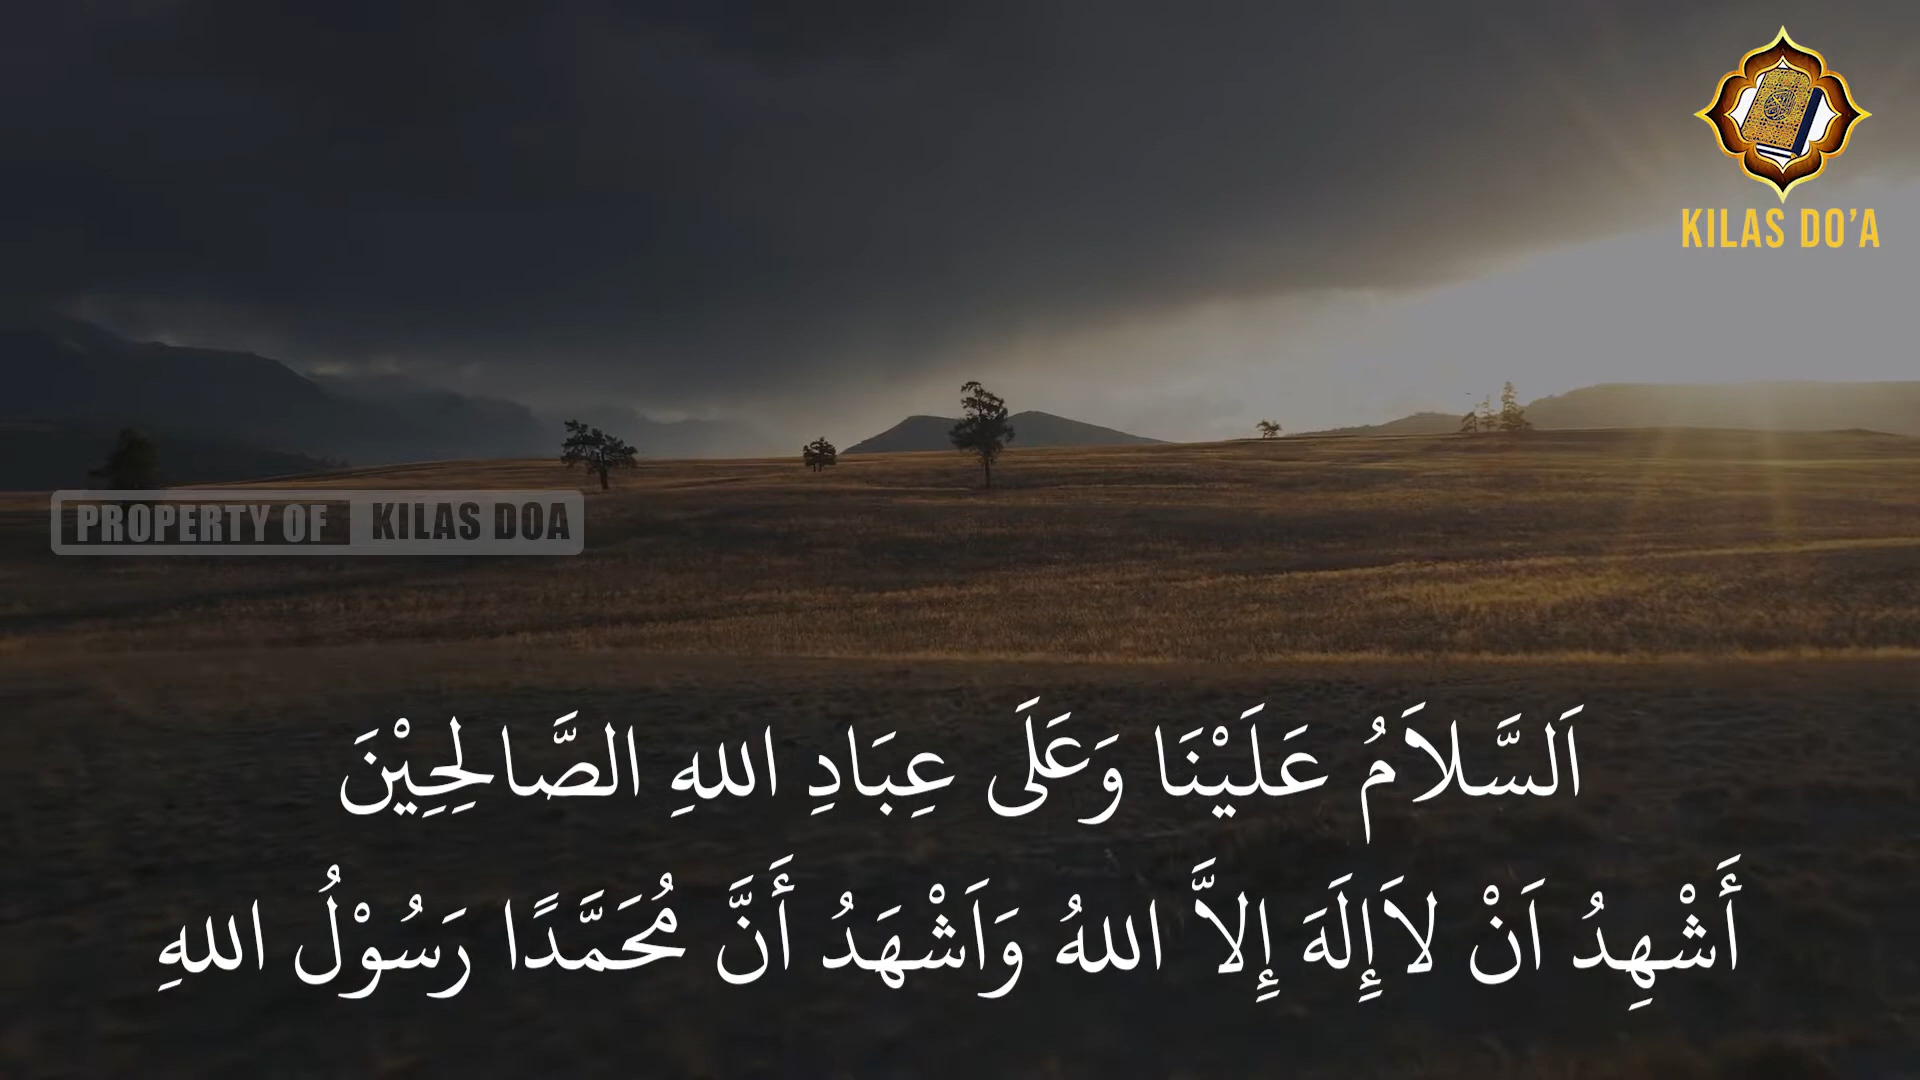 KILAS DO'A
PROPERTY OF KILAS DOA
اَلسَّلاَمُ عَلَيْنَا وَعَلَى عِبَادِ اللهِ الصَّالِحِيْنَ
أَشْهِدُ اَنْ لاَإِلَهَ إِلاَّ اللهُ وَاَشْهَدُ أَنَّ مُحَمَّدًا رَسُوْلُ اللهِ